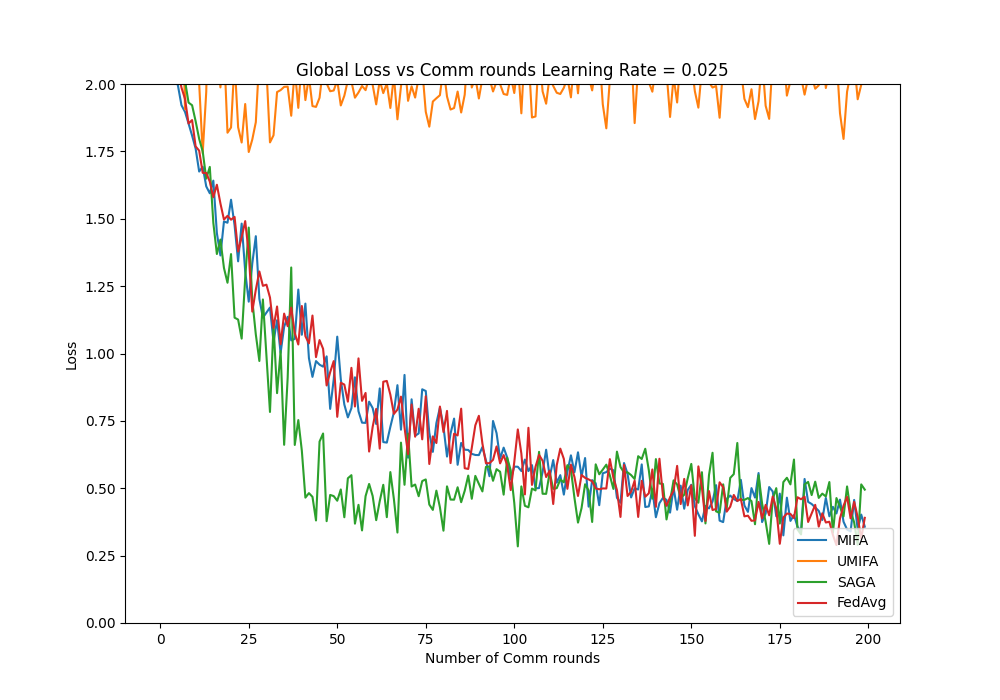 Global Loss vs Comm rounds Learning Rate = 0.025
2.00
1.75
1.50
1.25
1.00
0.75
0.50
0.25
0.00
Loss
0
25
50
75
100
125
150
175
200
Number of Comm rounds
MIFA
UMIFA
SAGA
FedAvg